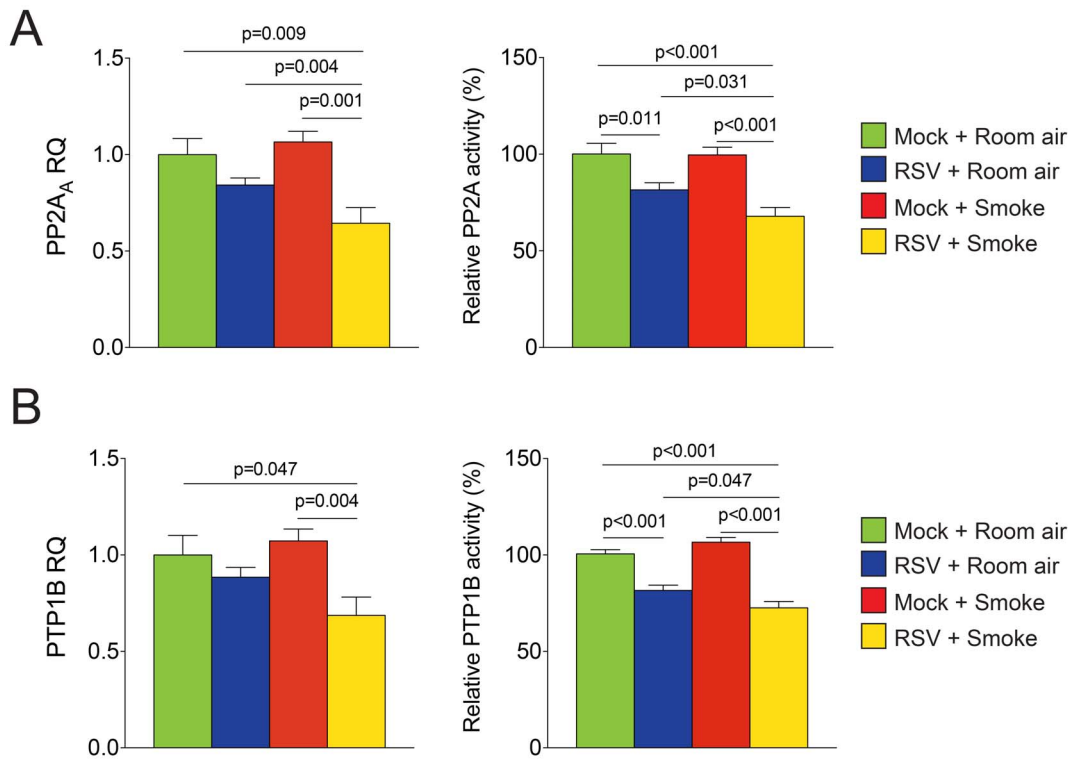 A
PP2AA RQ
1.5
1.0
0.5
0.0
p=0.009
p=0.004
p=0.001
Relative PP2A activity (%)
150
100
50
0
p<0.001
p=0.031
p=0.011
p<0.001
Mock + Room air
RSV + Room air
Mock + Smoke
RSV + Smoke
B
PTP1B RQ
1.5
1.0
0.5
0.0
p=0.047
p=0.004
Relative PTP1B activity (%)
150
100
50
0
p<0.001
p=0.047
p<0.001
p<0.001
Mock + Room air
RSV + Room air
Mock + Smoke
RSV + Smoke